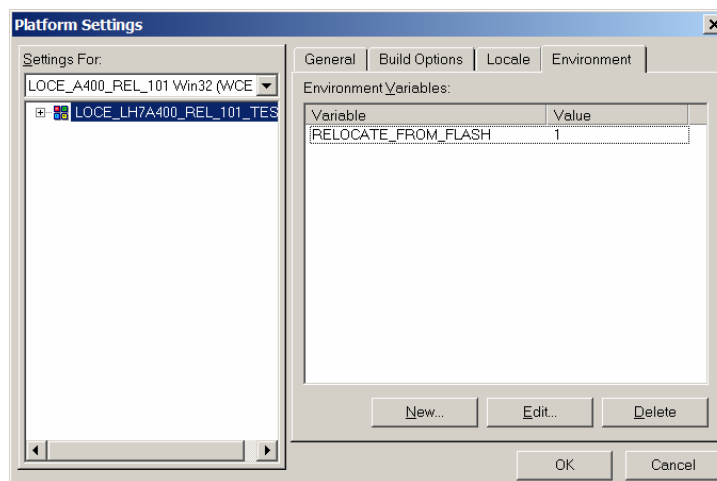 Platform Settings
Settings For:
LOCE_A400_REL_101 Win32 (WCE
LOCE_LH7A400_REL_101_TES
General
Build Options
Locale
Environment
Environment Variables:
Variable
Value
RELOCATE_FROM_FLASH
1
New...
Edit...
Delete
OK
Cancel